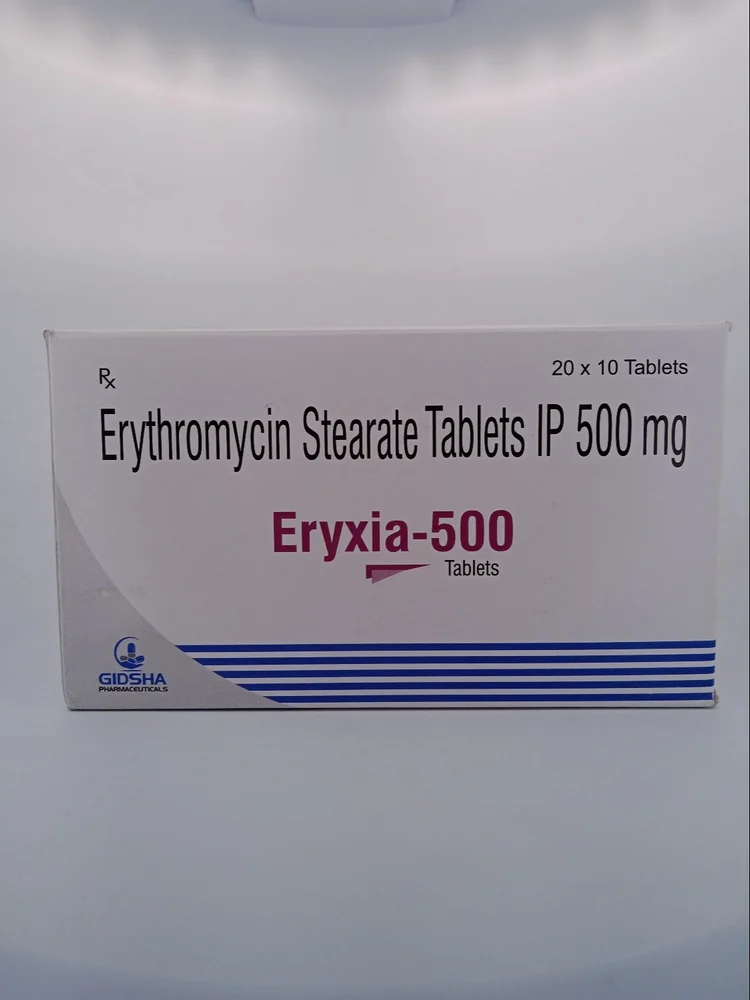 Rx
20 x 10 Tablets
Erythromycin Stearate Tablets IP 500 mg
Eryxia-500
Tablets
GIDSHA
PHARMACEUTICALS